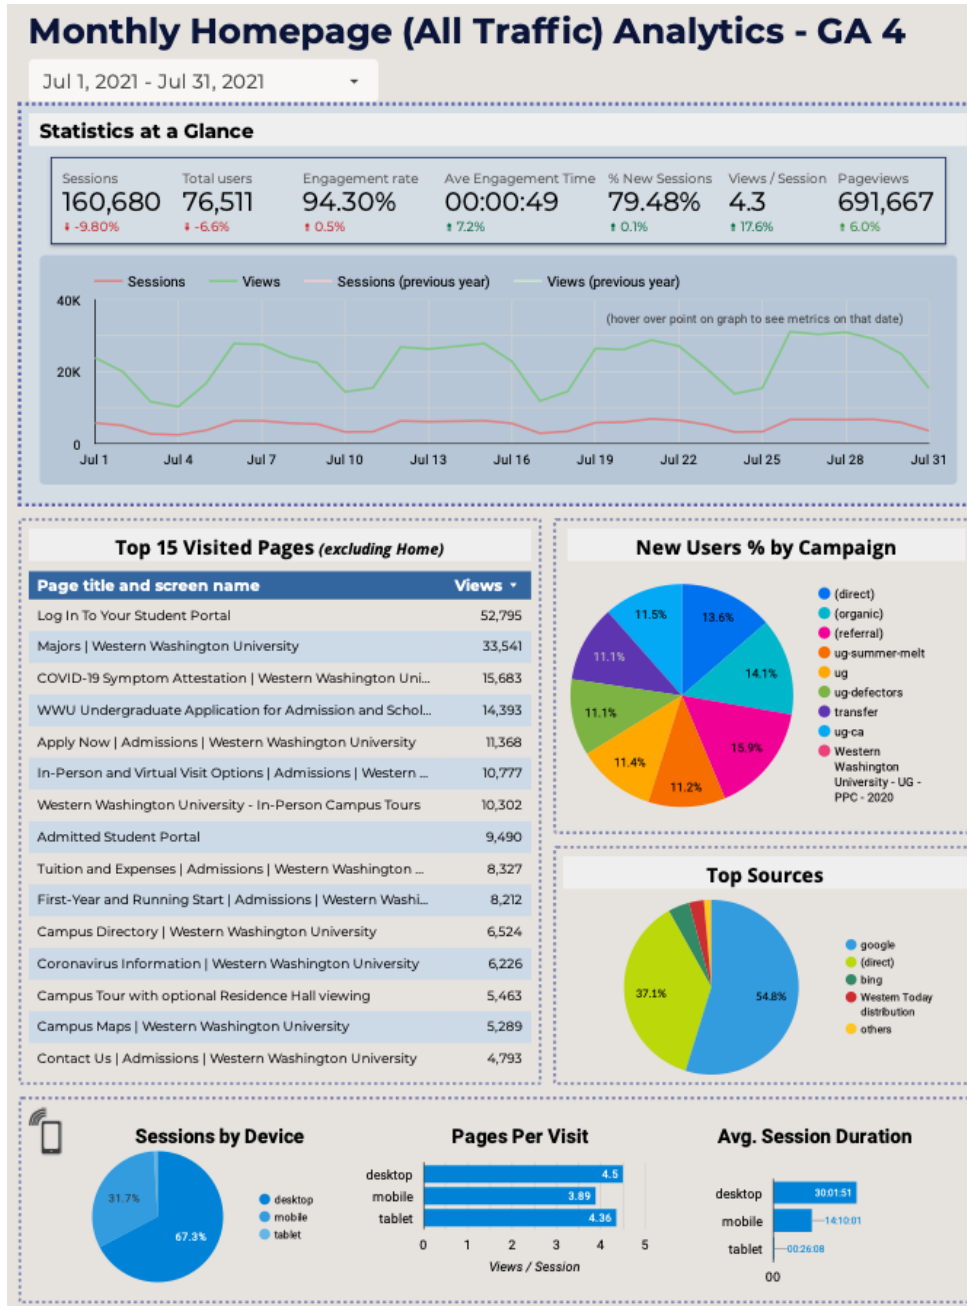 Monthly Homepage (All Traffic) Analytics - GA 4
Jul 1, 2021 - Jul 31, 2021
Statistics at a Glance
Sessions
160,680
-9.80%
Total users
76,511
-6.6%
Engagement rate
94.30%
0.5%
Ave Engagement Time
00:00:49
7.2%
% New Sessions
79.48%
0.1%
Views / Session
4.3
17.6%
Pageviews
691,667
6.0%
Sessions Views Sessions (previous year) Views (previous year)
(hover over point on graph to see metrics on that date)
40K
20K
0
Jul 1 Jul 4 Jul 7 Jul 10 Jul 13 Jul 16 Jul 19 Jul 22 Jul 25 Jul 28 Jul 31
Top 15 Visited Pages (excluding Home)
Page title and screen name Views
Log In To Your Student Portal 52,795
Majors | Western Washington University 33,541
COVID-19 Symptom Attestation | Western Washington Uni... 15,683
WWU Undergraduate Application for Admission and Schol... 14,393
Apply Now | Admissions | Western Washington University 11,368
In-Person and Virtual Visit Options | Admissions | Western ... 10,777
Western Washington University - In-Person Campus Tours 10,302
Admitted Student Portal 9,490
Tuition and Expenses | Admissions | Western Washington ... 8,327
First-Year and Running Start | Admissions | Western Washi... 8,212
Campus Directory | Western Washington University 6,524
Coronavirus Information | Western Washington University 6,226
Campus Tour with optional Residence Hall viewing 5,463
Campus Maps | Western Washington University 5,289
Contact Us | Admissions | Western Washington University 4,793
New Users % by Campaign
13.6%
14.1%
15.9%
11.2%
11.4%
11.1%
11.1%
11.5%
(direct)
(organic)
(referral)
ug-summer-melt
ug
ug-defectors
transfer
ug-ca
Western
Washington
University - UG -
PPC - 2020
Top Sources
54.8%
37.1%
google
(direct)
bing
Western Today
distribution
others
Sessions by Device
31.7%
67.3%
desktop
mobile
tablet
Pages Per Visit
desktop 4.5
mobile 3.89
tablet 4.36
0 1 2 3 4 5
Views / Session
Avg. Session Duration
desktop 30:01:51
mobile 14:10:01
tablet 00:26:08
00